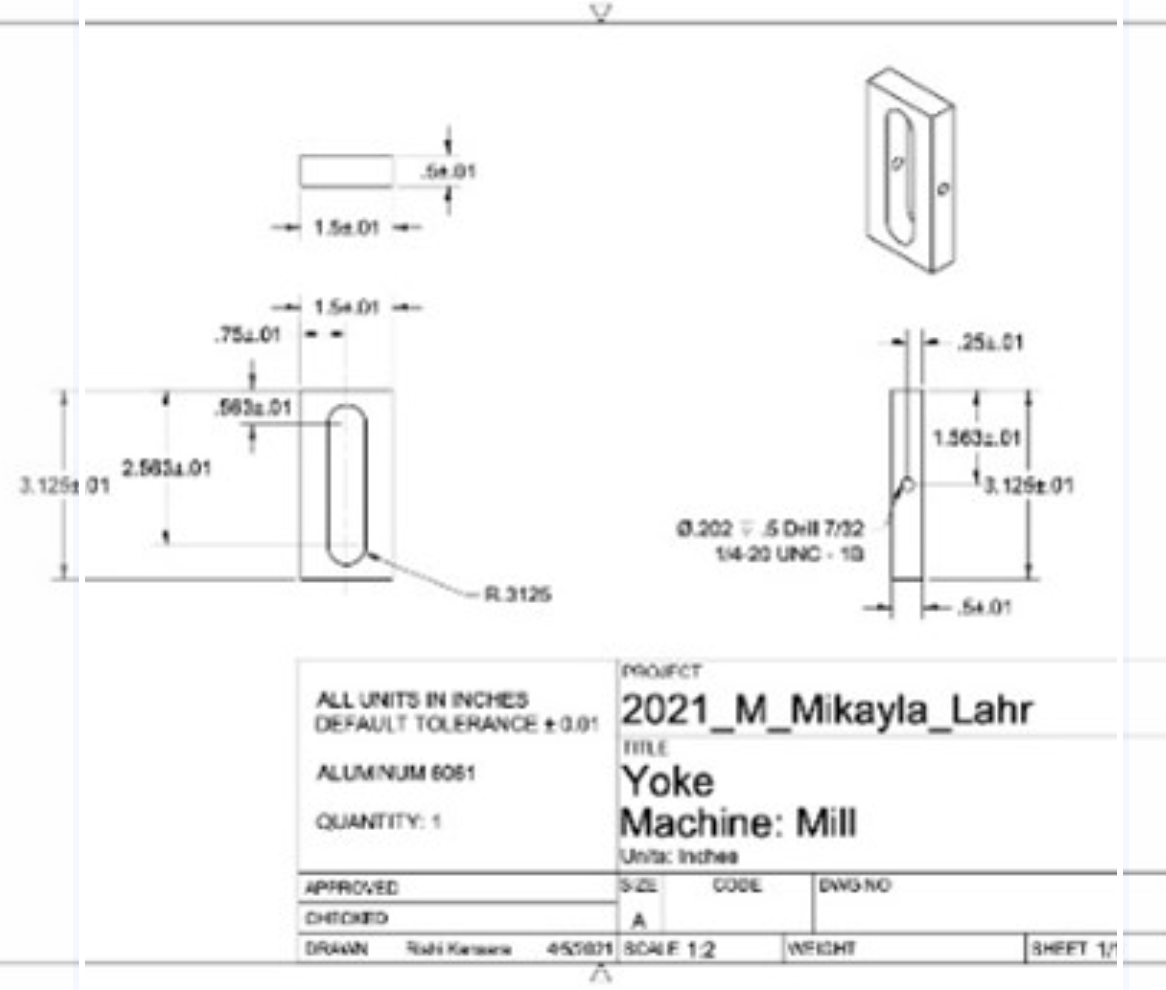 .5±.01
1.5±.01
1.5±.01
.75±.01
.25±.01
.563±.01
1.563±.01
2.563±.01
3.125±.01
3.125±.01
Ø.202 ▽ .5 Drill 7/32
1/4-20 UNC - 1B
R.3125
.5±.01
ALL UNITS IN INCHES
DEFAULT TOLERANCE ± 0.01
ALUMINUM 6061
QUANTITY: 1
PROJECT
2021_M_Mikayla_Lahr
TITLE
Yoke
Machine: Mill
Units: Inches
APPROVED
CHECKED
DRAWN Rishi 4/5/2021
SIZE CODE DWG NO
A
SCALE 1:2 WEIGHT SHEET 1/1